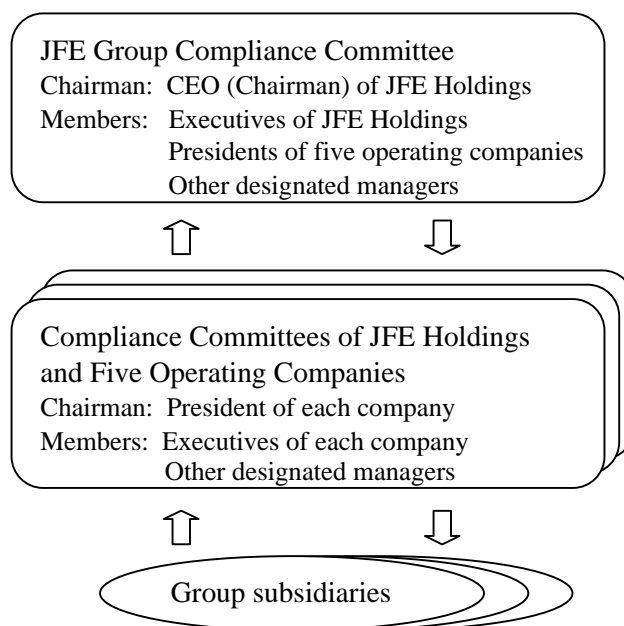 JFE Group Compliance Committee
Chairman: CEO (Chairman) of JFE Holdings
Members: Executives of JFE Holdings
Presidents of five operating companies
Other designated managers
Compliance Committees of JFE Holdings
and Five Operating Companies
Chairman: President of each company
Members: Executives of each company
Other designated managers
Group subsidiaries